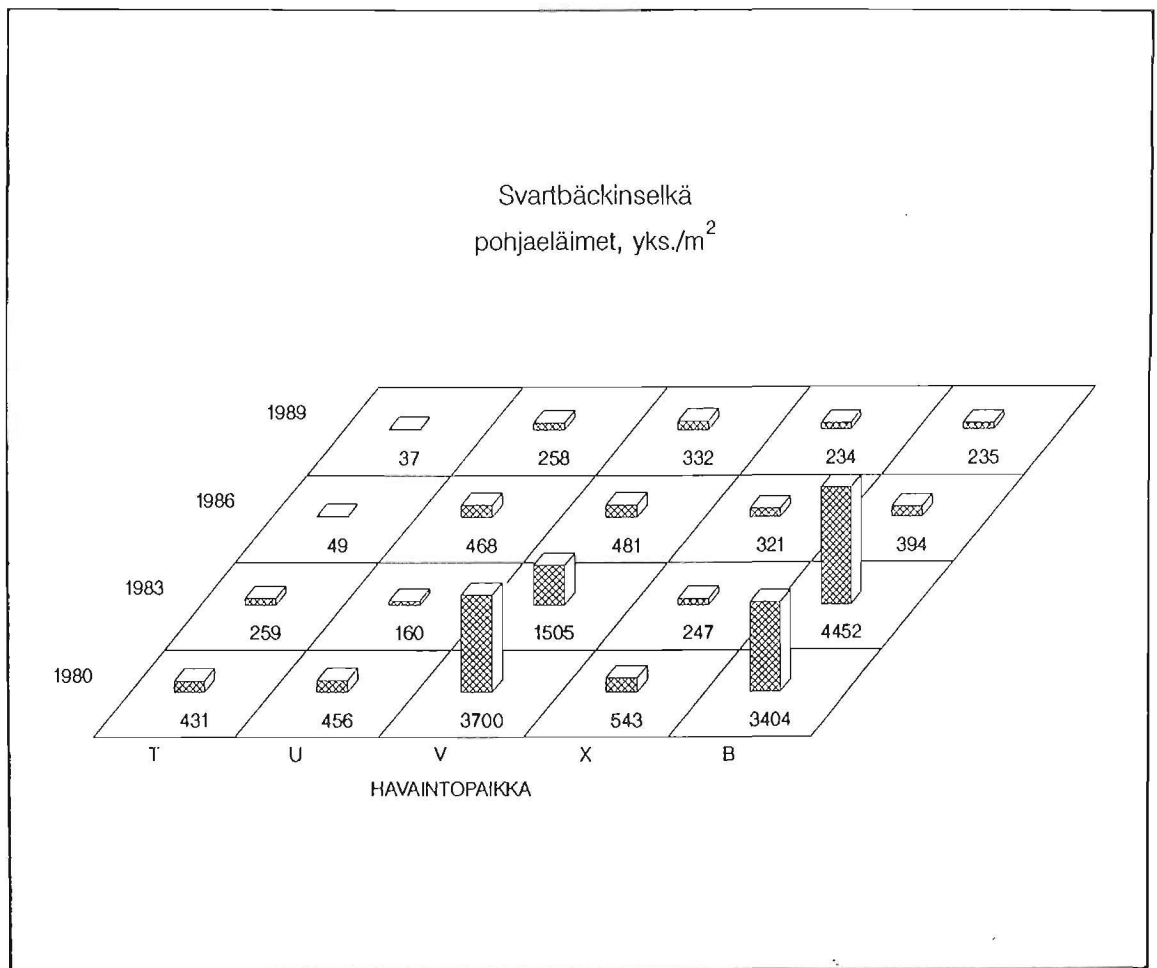 Svartbäckinselkä
pohjaeläimet, yks./m²
1989
37 258 332 234 235
1986
49 468 481 321 394
1983
259 160 1505 247 4452
1980
431 456 3700 543 3404
T U V X B
HAVAINTOPAIKKA